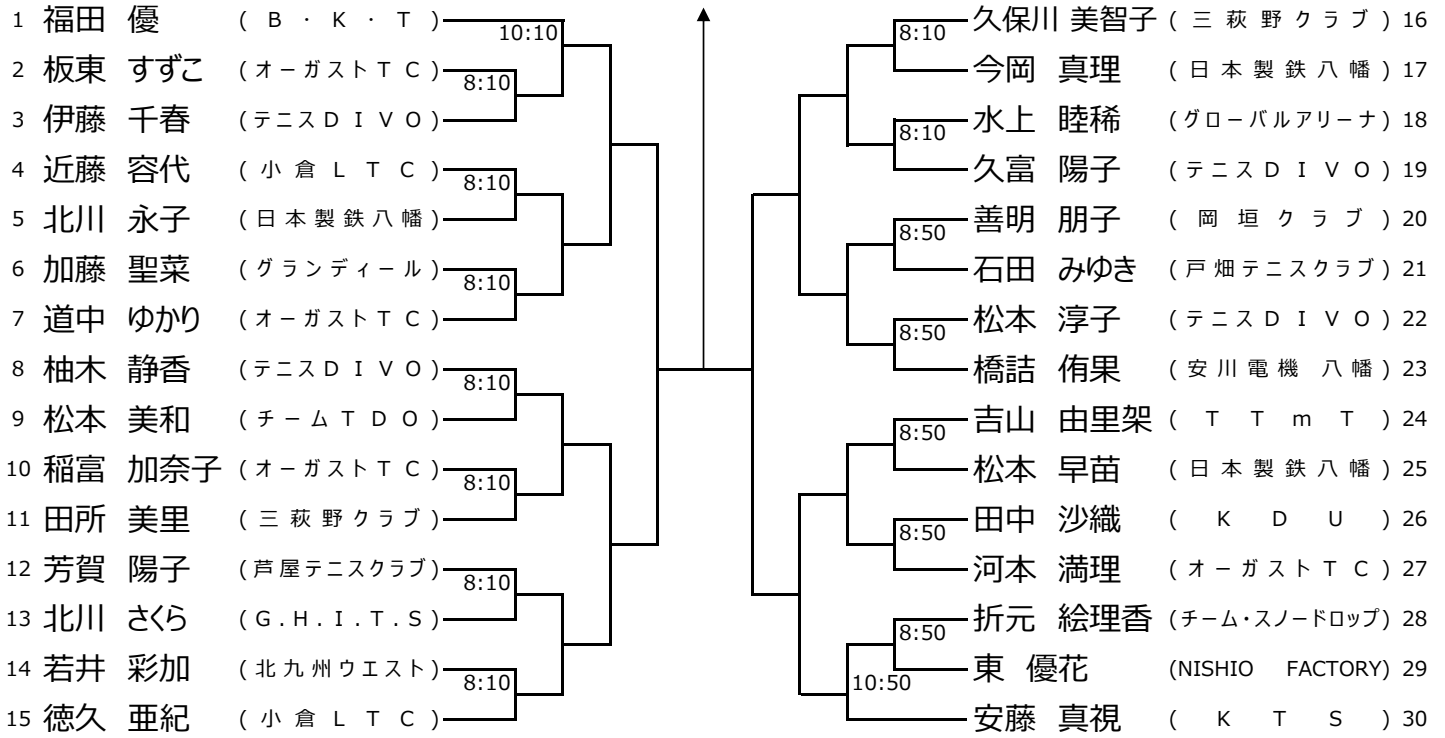 1 福田 優 (B・K・T)
10:10
2 板東 すずこ (オーガストTC)
8:10
3 伊藤 千春 (テニスDIVO)
4 近藤 容代 (小倉LTC)
8:10
5 北川 永子 (日本製鉄八幡)
6 加藤 聖菜 (グランディール)
8:10
7 道中 ゆかり (オーガストTC)
8 柚木 静香 (テニスDIVO)
8:10
9 松本 美和 (チームTDO)
10 稲富 加奈子 (オーガストTC)
8:10
11 田所 美里 (三萩野クラブ)
12 芳賀 陽子 (芦屋テニスクラブ)
8:10
13 北川 さくら (G.H.I.T.S)
14 若井 彩加 (北九州ウエスト)
8:10
15 徳久 亜紀 (小倉LTC)
久保川 美智子 (三萩野クラブ) 16
8:10
今岡 真理 (日本製鉄八幡) 17
水上 睦稀 (グローバルアリーナ) 18
8:10
久富 陽子 (テニスDIVO) 19
善明 朋子 (岡垣クラブ) 20
8:50
石田 みゆき (戸畑テニスクラブ) 21
松本 淳子 (テニスDIVO) 22
8:50
橋詰 侑果 (安川電機 八幡) 23
吉山 由里架 (TTmT) 24
8:50
松本 早苗 (日本製鉄八幡) 25
田中 沙織 (KDU) 26
8:50
河本 満理 (オーガストTC) 27
折元 絵理香 (チーム・スノードロップ) 28
8:50
東 優花 (NISHIO FACTORY) 29
10:50
安藤 真視 (KTS) 30